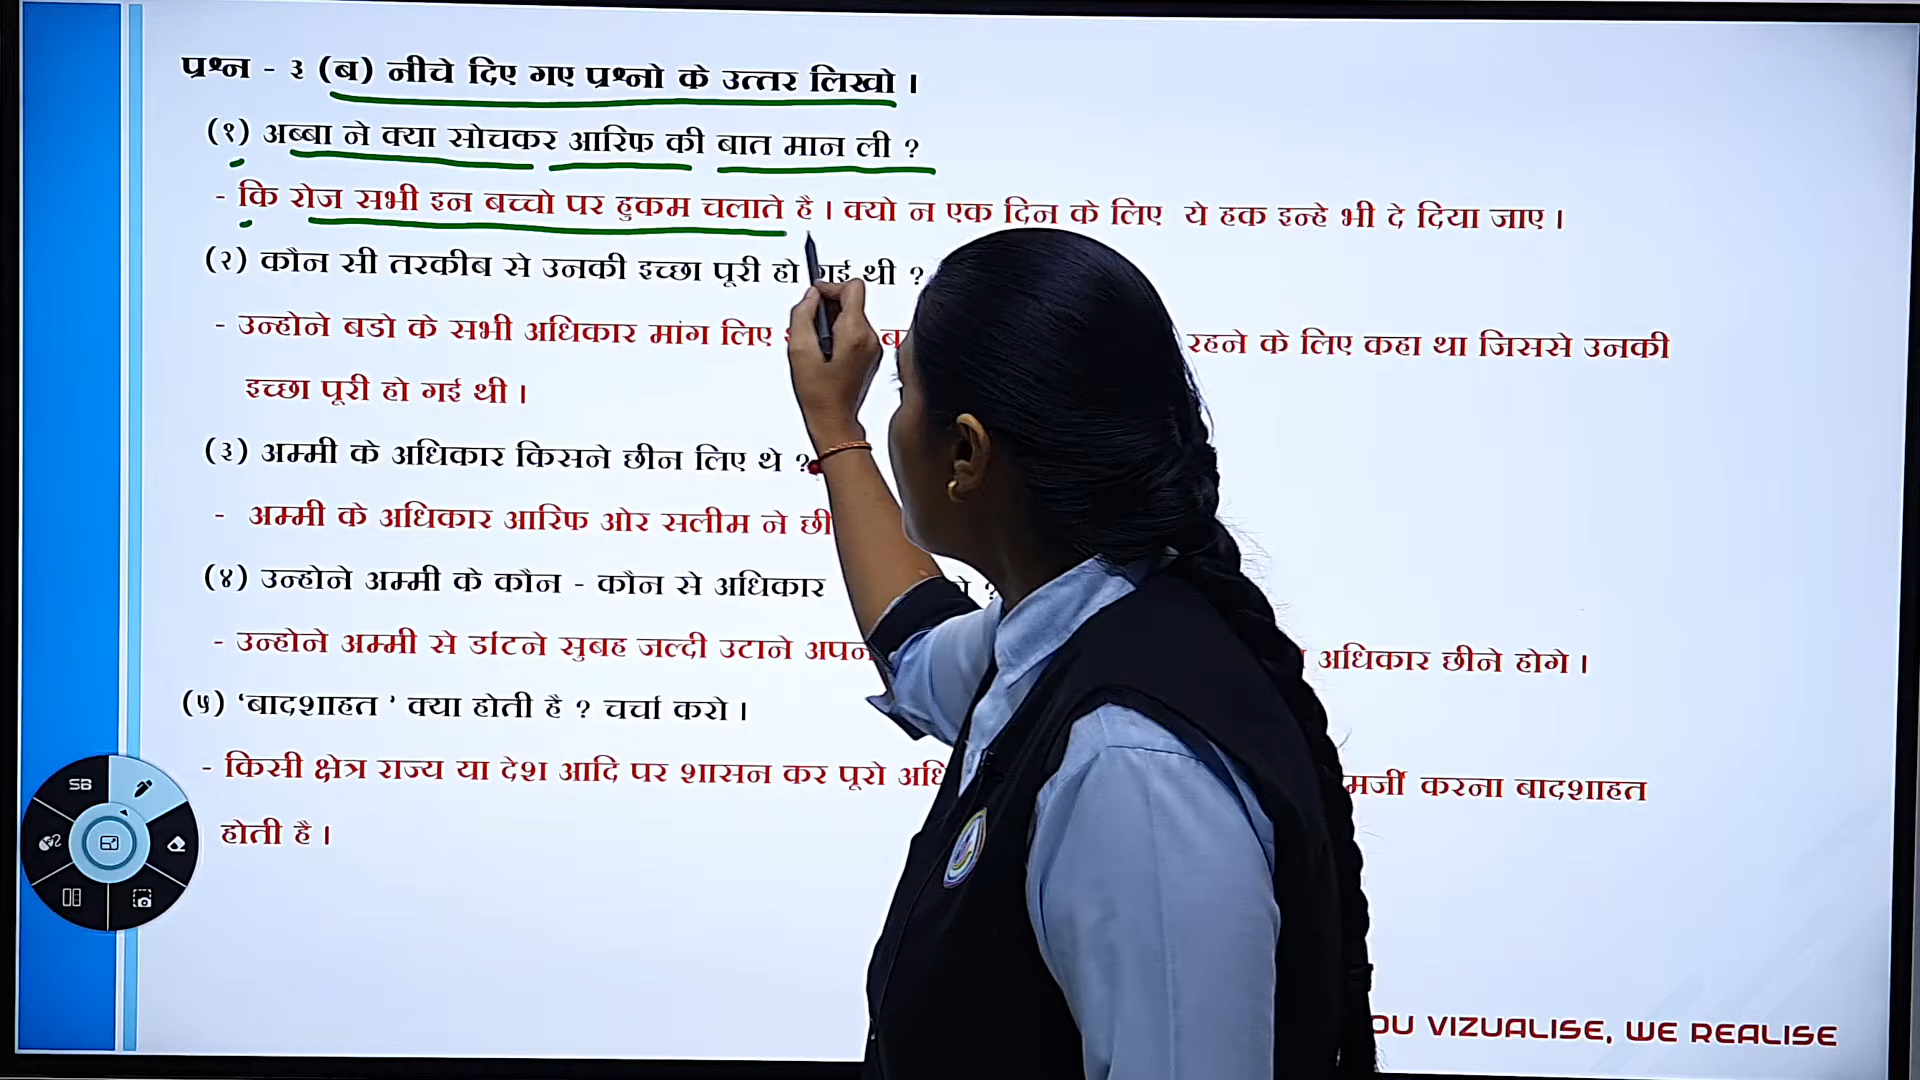 प्रश्न - ३ (ब) नीचे दिए गए प्रश्नो के उत्तर लिखो ।
(१) अब्बा ने क्या सोचकर आरिफ की बात मान ली ?
- कि रोज सभी इन बच्चो पर हुकम चलाते है । क्यो न एक दिन के लिए ये हक इन्हे भी दे दिया जाए ।
(२) कौन सी तरकीब से उनकी इच्छा पूरी हो गई थी ?
- उन्होने बडो के सभी अधिकार मांग लिए रहने के लिए कहा था जिससे उनकी
इच्छा पूरी हो गई थी ।
(३) अम्मी के अधिकार किसने छीन लिए थे ?
- अम्मी के अधिकार आरिफ ओर सलीम ने
(४) उन्होने अम्मी के कौन - कौन से अधिकार ?
- उन्होने अम्मी से डांटने सुबह जल्दी उटाने अधिकार छीने होगे ।
(५) ‘बादशाहत ’ क्या होती है ? चर्चा करो ।
- किसी क्षेत्र राज्य या देश आदि पर शासन कर पूरो करना बादशाहत
होती है ।
SB
VIZUALISE, WE REALISE